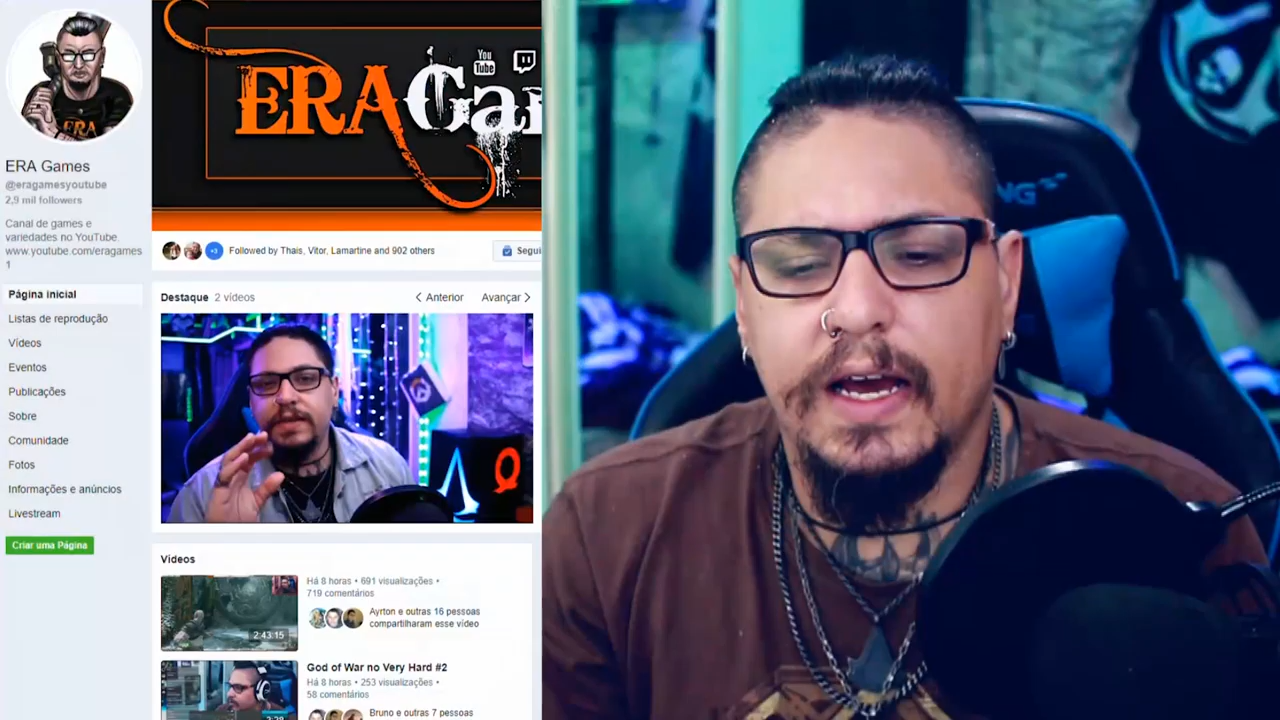 ERA
ERA Games
@eragamesyoutube
2,9 mil followers
Canal de games e
variedades no YouTube.
www.youtube.com/eragames
1
Página inicial
Listas de reprodução
Vídeos
Eventos
Publicações
Sobre
Comunidade
Fotos
Informações e anúncios
Livestream
Criar uma Página
ERAGam
You
Tube
+3
Followed by Thais, Vitor, Lamartine and 902 others
Segui
Destaque 2 vídeos
Anterior
Avançar
Vídeos
Há 8 horas • 691 visualizações •
719 comentários
Ayrton e outras 16 pessoas
compartilharam esse vídeo
2:43:15
God of War no Very Hard #2
Há 8 horas • 253 visualizações •
58 comentários
Bruno e outras 7 pessoas